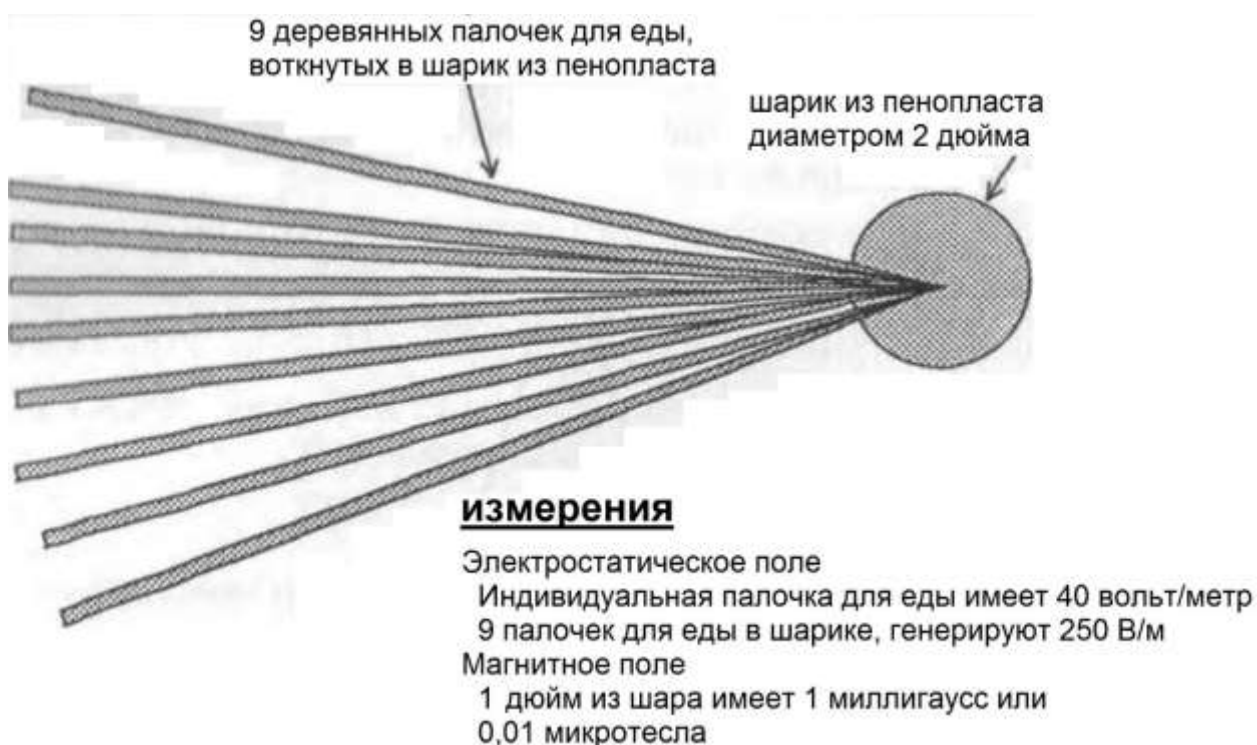 9 деревянных палочек для еды,
воткнутых в шарик из пенопласта
шарик из пенопласта
диаметром 2 дюйма
измерения
Электростатическое поле
Индивидуальная палочка для еды имеет 40 вольт/метр
9 палочек для еды в шарике, генерируют 250 В/м
Магнитное поле
1 дюйм из шара имеет 1 миллигаусс или
0,01 микротесла